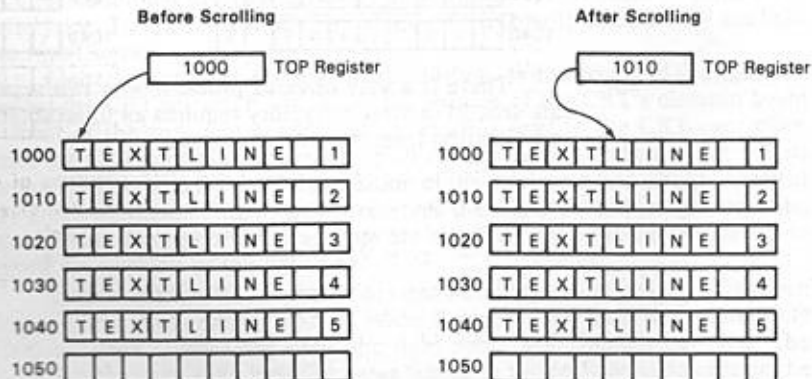 Before Scrolling
1000 TOP Register
1000 T E X T L I N E 1
1010 T E X T L I N E 2
1020 T E X T L I N E 3
1030 T E X T L I N E 4
1040 T E X T L I N E 5
1050
After Scrolling
1010 TOP Register
1000 T E X T L I N E 1
1010 T E X T L I N E 2
1020 T E X T L I N E 3
1030 T E X T L I N E 4
1040 T E X T L I N E 5
1050